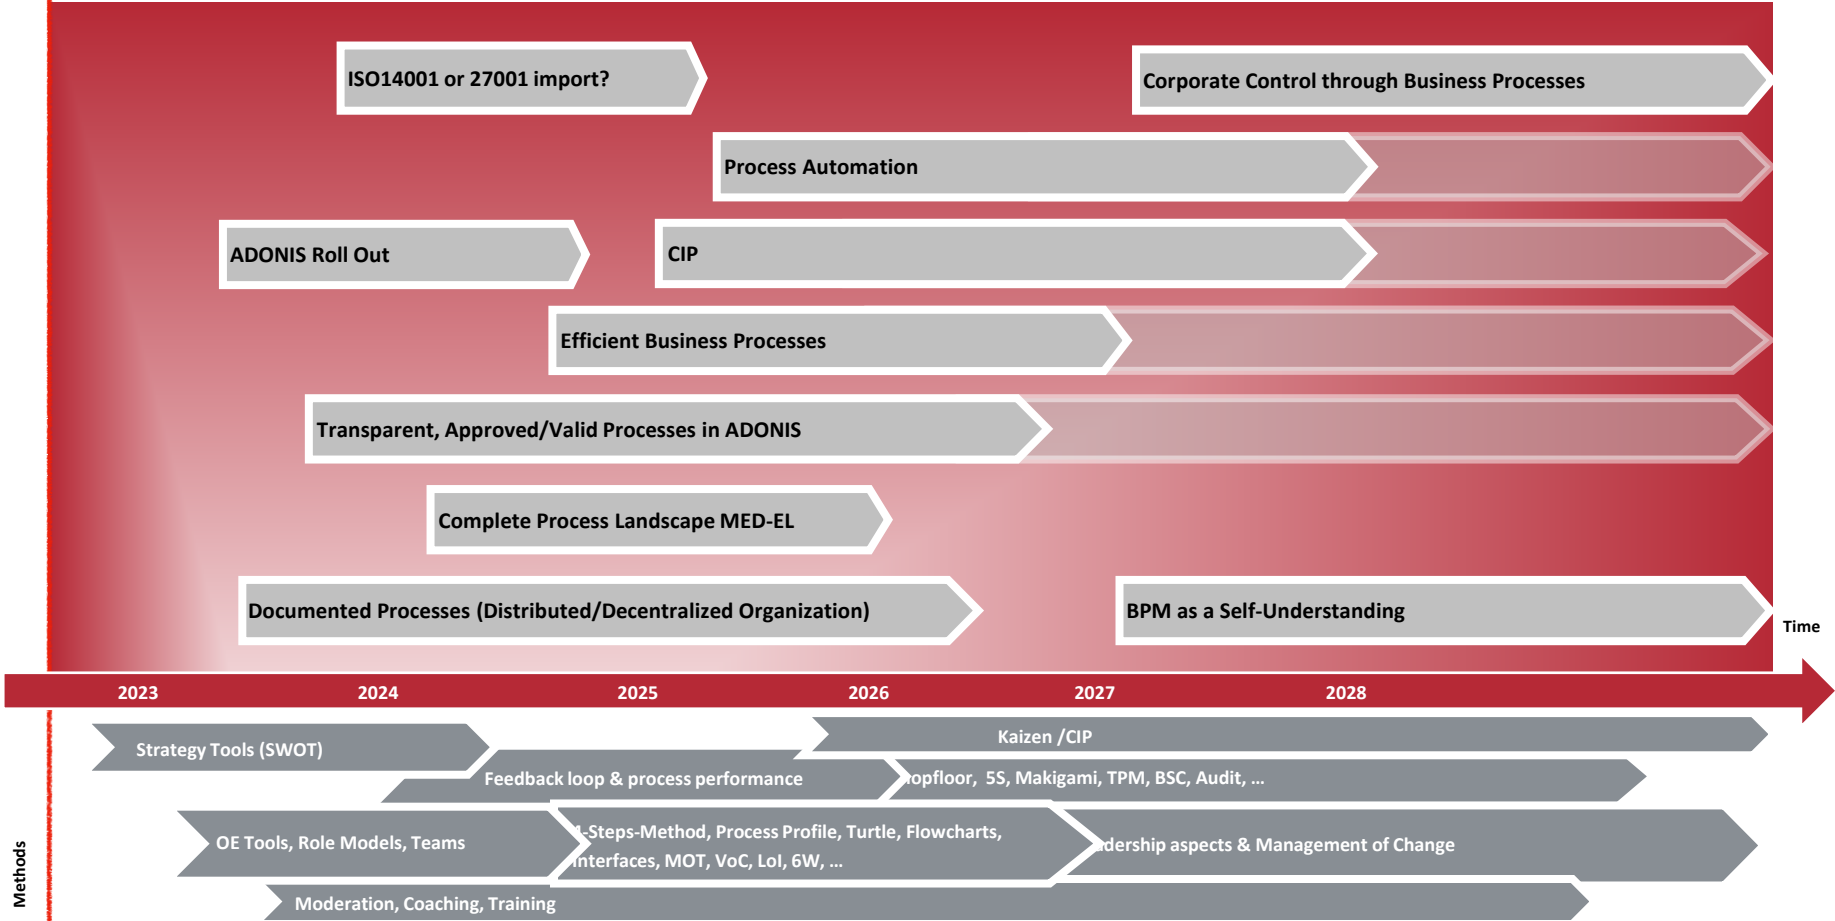 ISO14001 or 27001 import?
Corporate Control through Business Processes
Process Automation
ADONIS Roll Out
CIP
Efficient Business Processes
Transparent, Approved/Valid Processes in ADONIS
Complete Process Landscape MED-EL
Documented Processes (Distributed/Decentralized Organization)
BPM as a Self-Understanding
Time
2023 2024 2025 2026 2027 2028
Kaizen /CIP
Strategy Tools (SWOT)
Feedback loop & process performance
5S, Makigami, TPM, BSC, Audit, ...
OE Tools, Role Models, Teams
-Steps-Method, Process Profile, Turtle, Flowcharts,
nterfaces, MOT, VoC, LoI, 6W, ...
dership aspects & Management of Change
Methods
Moderation, Coaching, Training